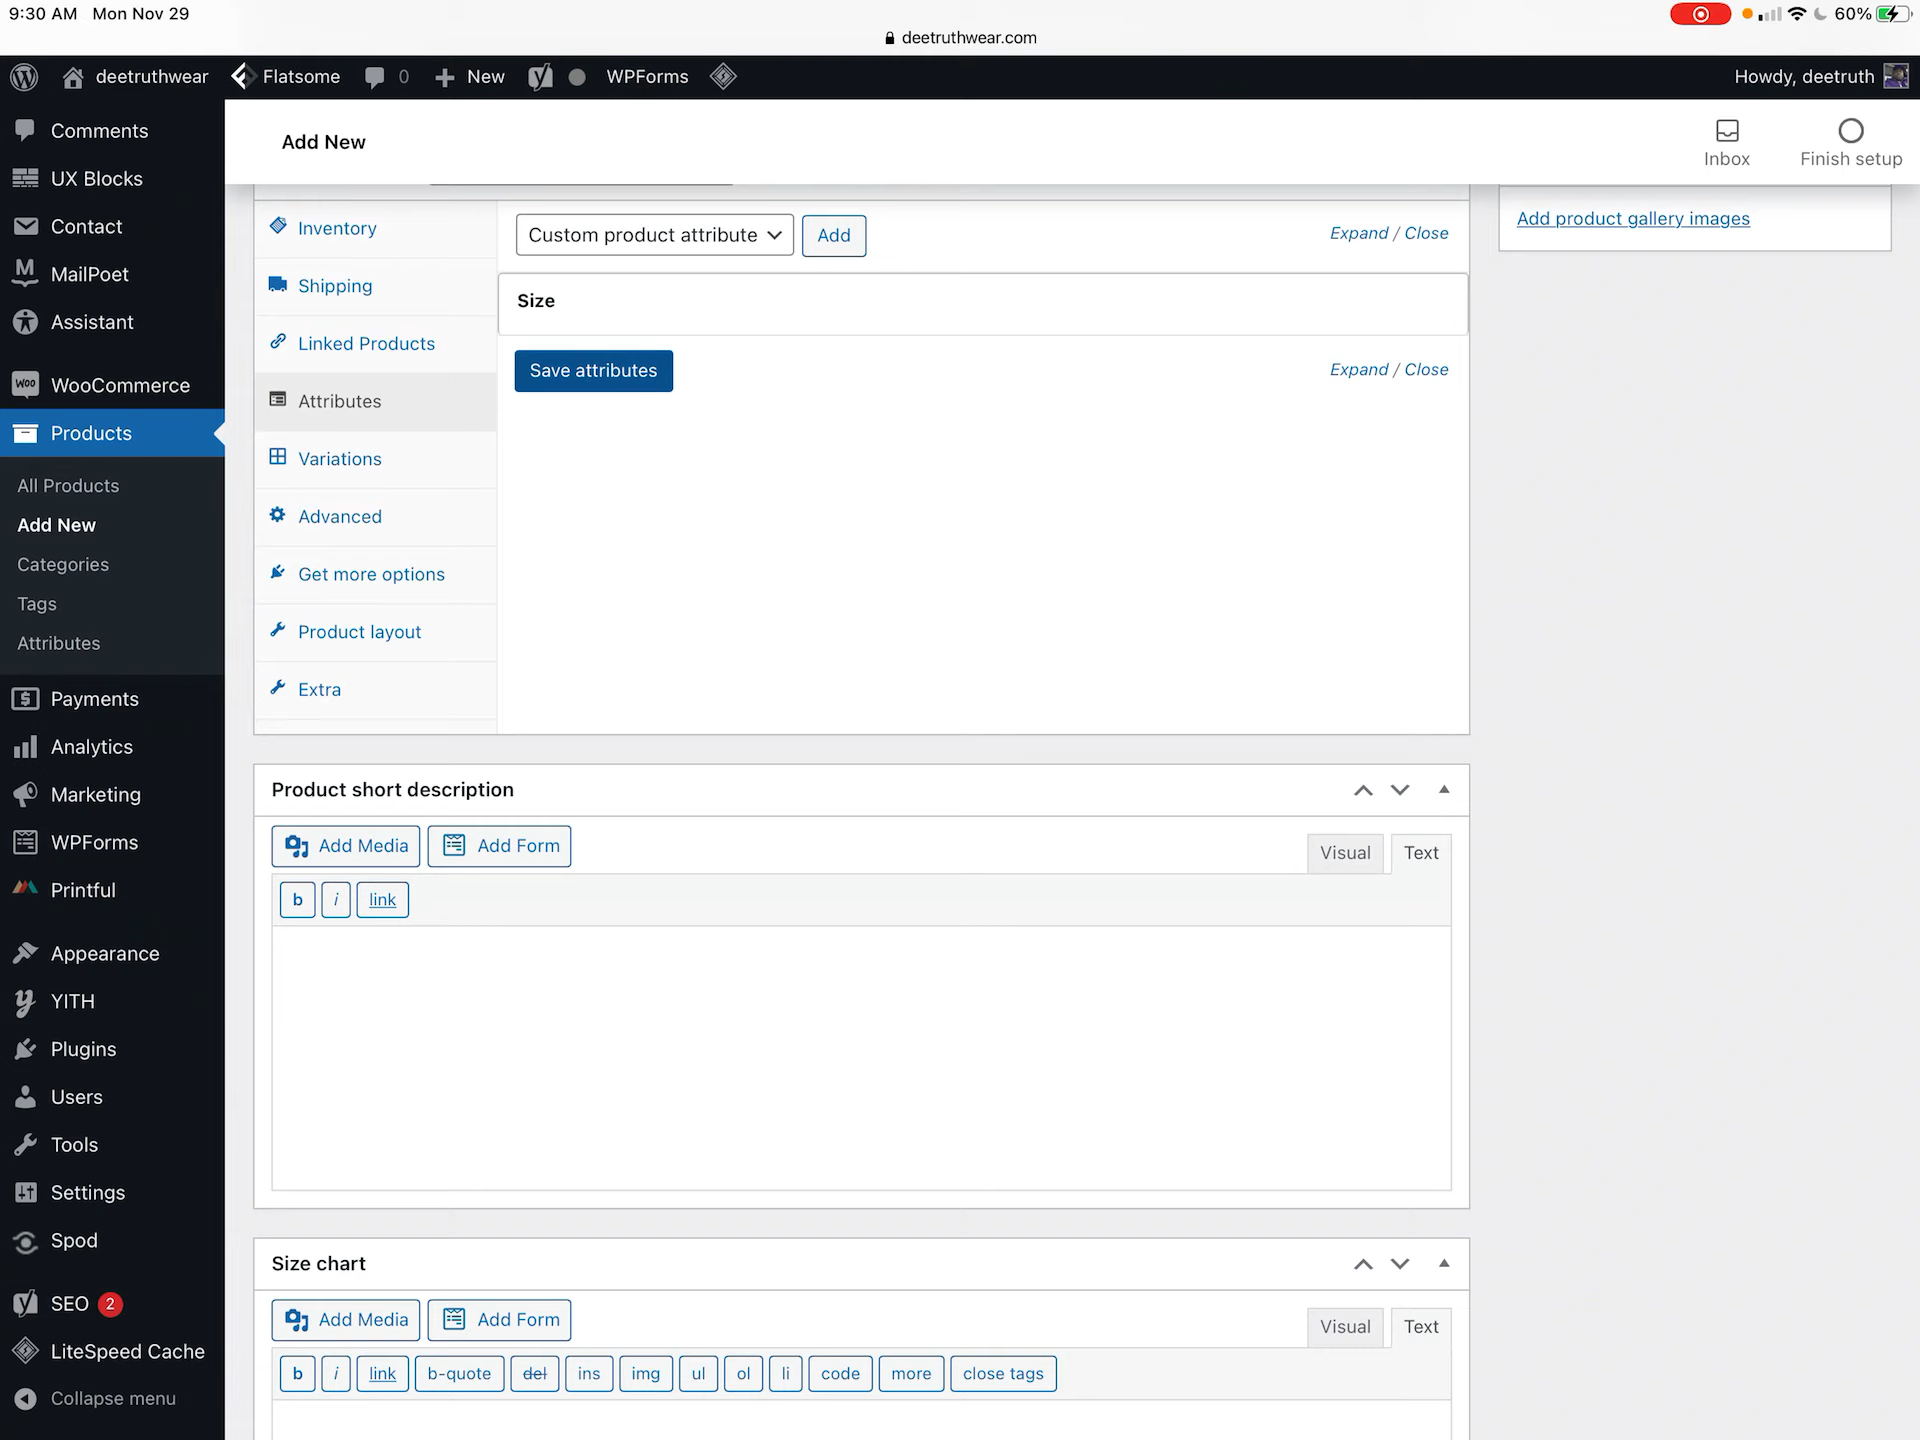 9:30 AM Mon Nov 29
60%
deetruthwear.com
deetruthwear
Flatsome
0
New
WPForms
Howdy, deetruth
Comments
UX Blocks
Contact
MailPoet
Assistant
WooCommerce
Products
All Products
Add New
Categories
Tags
Attributes
Payments
Analytics
Marketing
WPForms
Printful
Appearance
YITH
Plugins
Users
Tools
Settings
Spod
SEO 2
LiteSpeed Cache
Collapse menu
Add New
Inbox
Finish setup
Inventory
Shipping
Linked Products
Attributes
Variations
Advanced
Get more options
Product layout
Extra
Custom product attribute
Add
Expand / Close
Size
Save attributes
Expand / Close
Add product gallery images
Product short description
Add Media
Add Form
Visual
Text
b
i
link
Size chart
Add Media
Add Form
Visual
Text
b
i
link
b-quote
del
ins
img
ul
ol
li
code
more
close tags